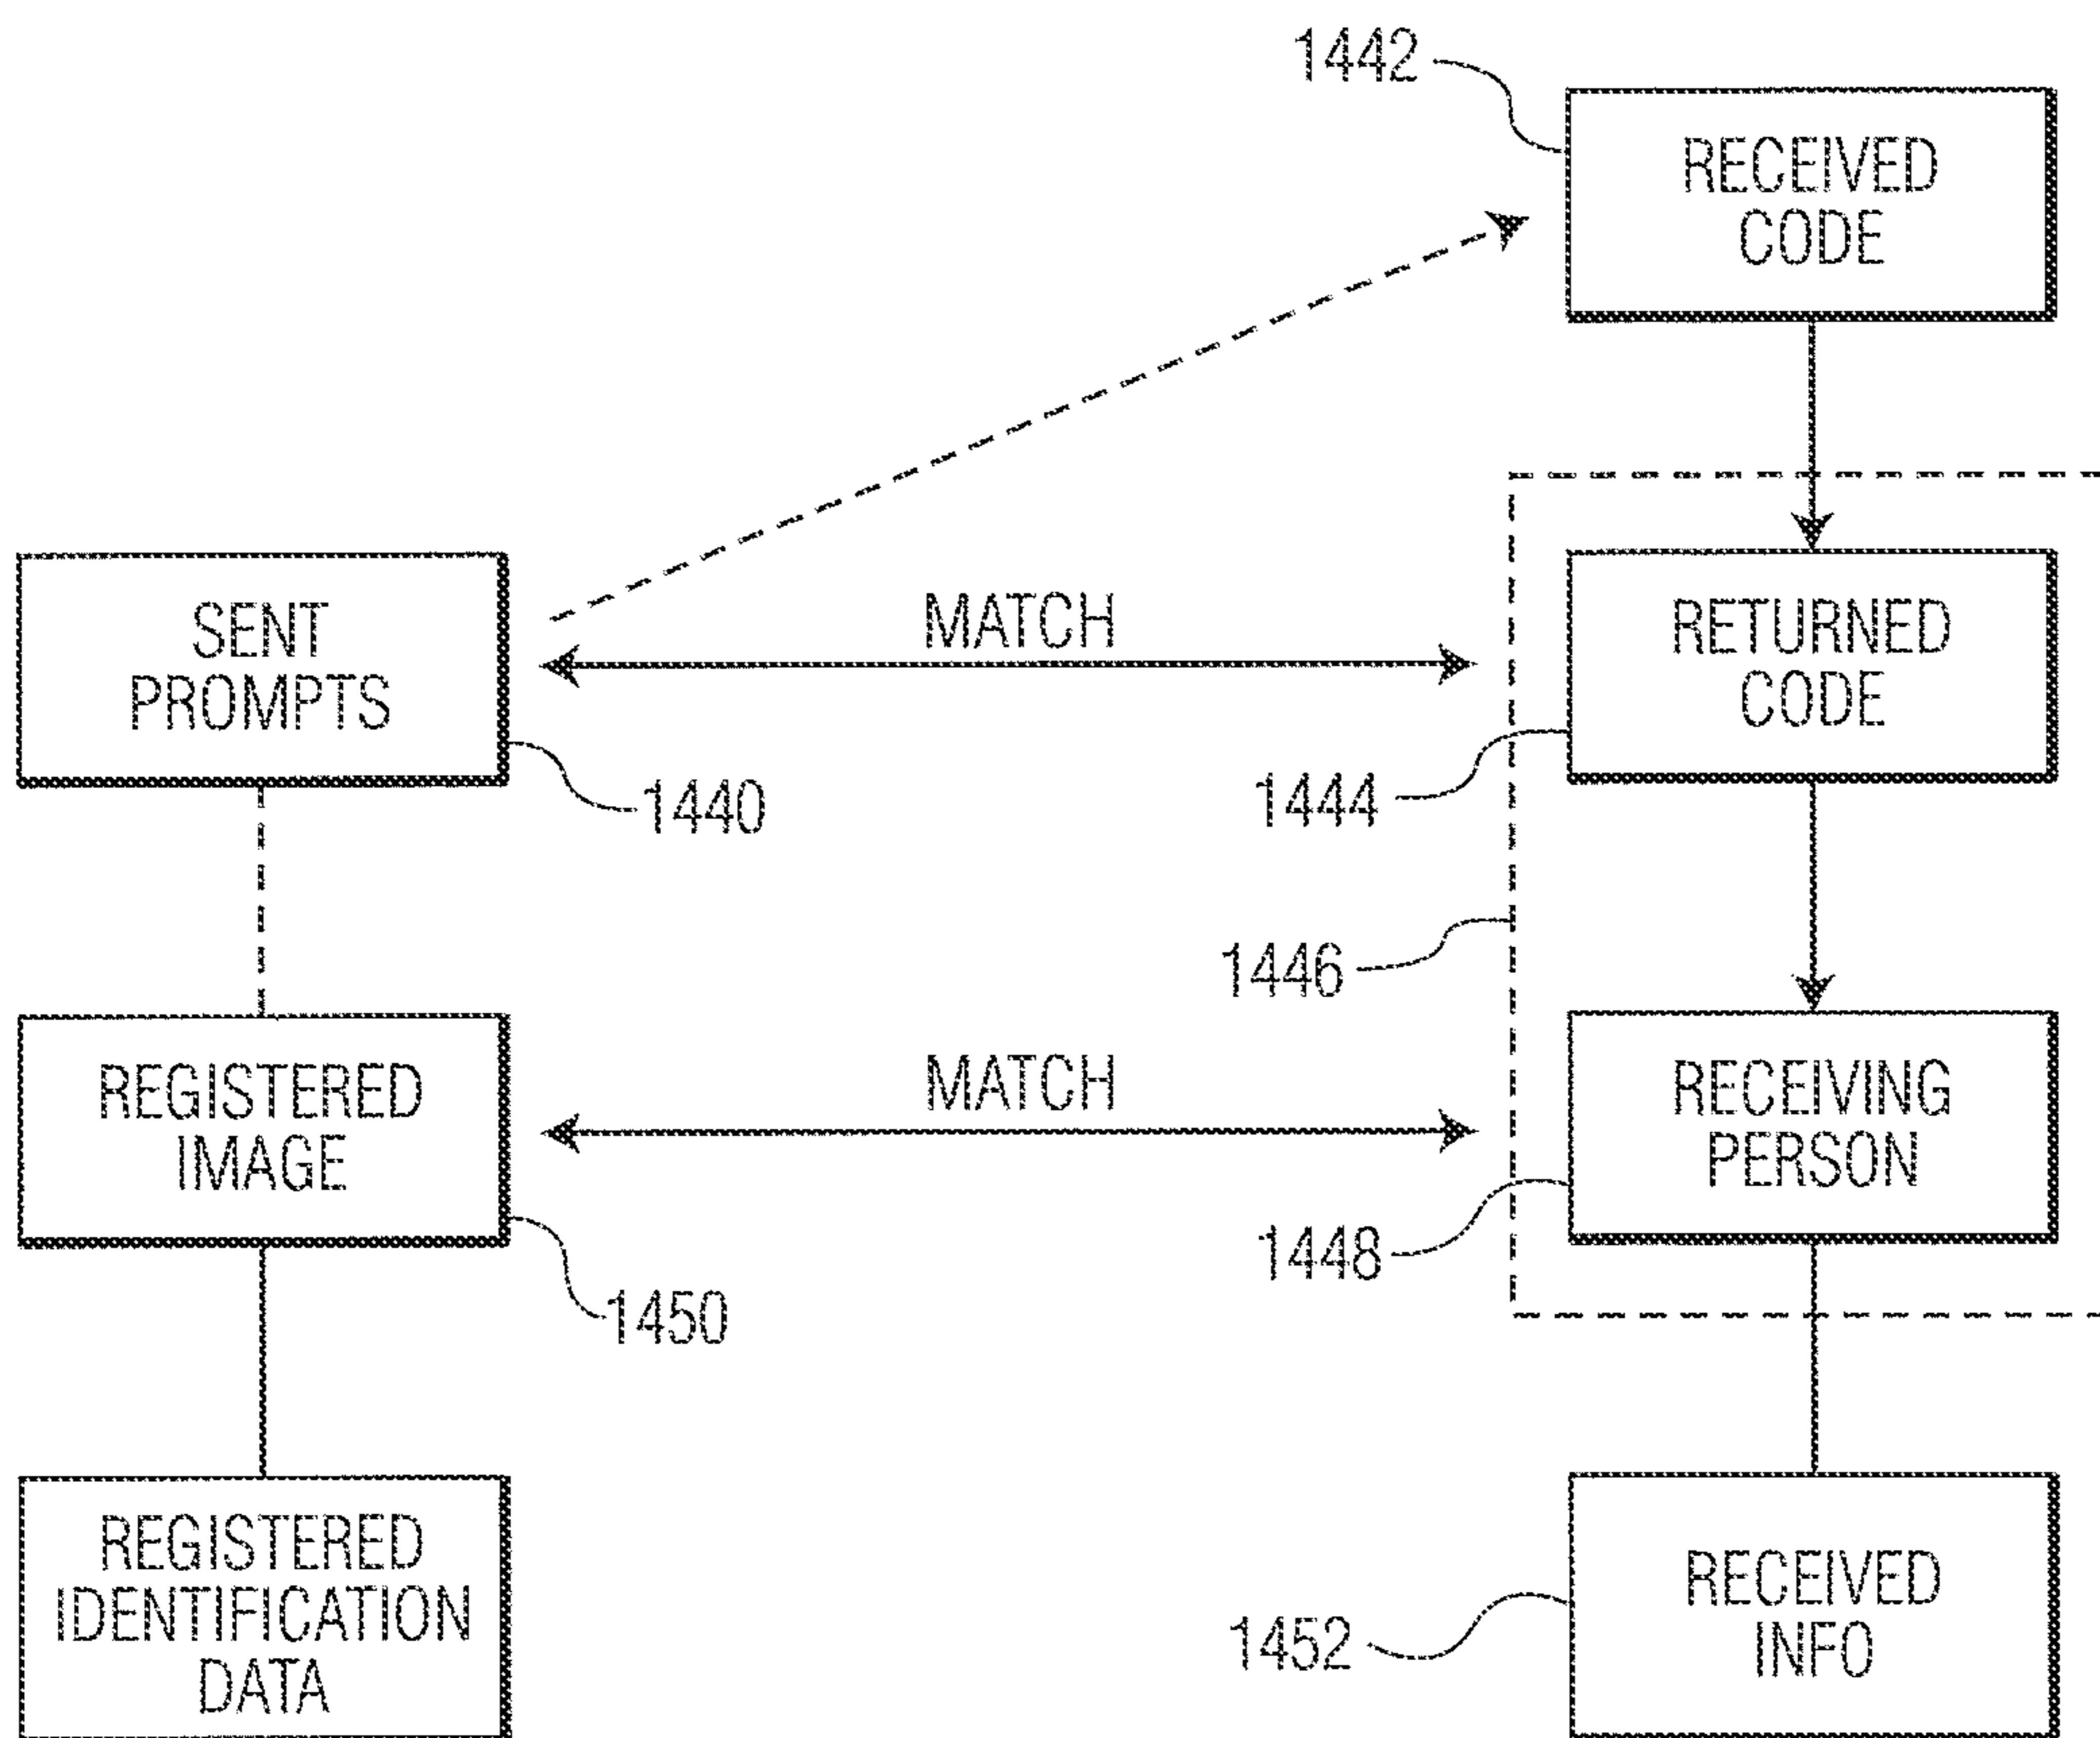 1442
RECEIVED
CODE
SENT
PROMPTS
MATCH
RETURNED
CODE
1440
1444
1446
REGISTERED
IMAGE
MATCH
RECEIVING
PERSON
1448
1450
REGISTERED
IDENTIFICATION
DATA
RECEIVED
INFO
1452